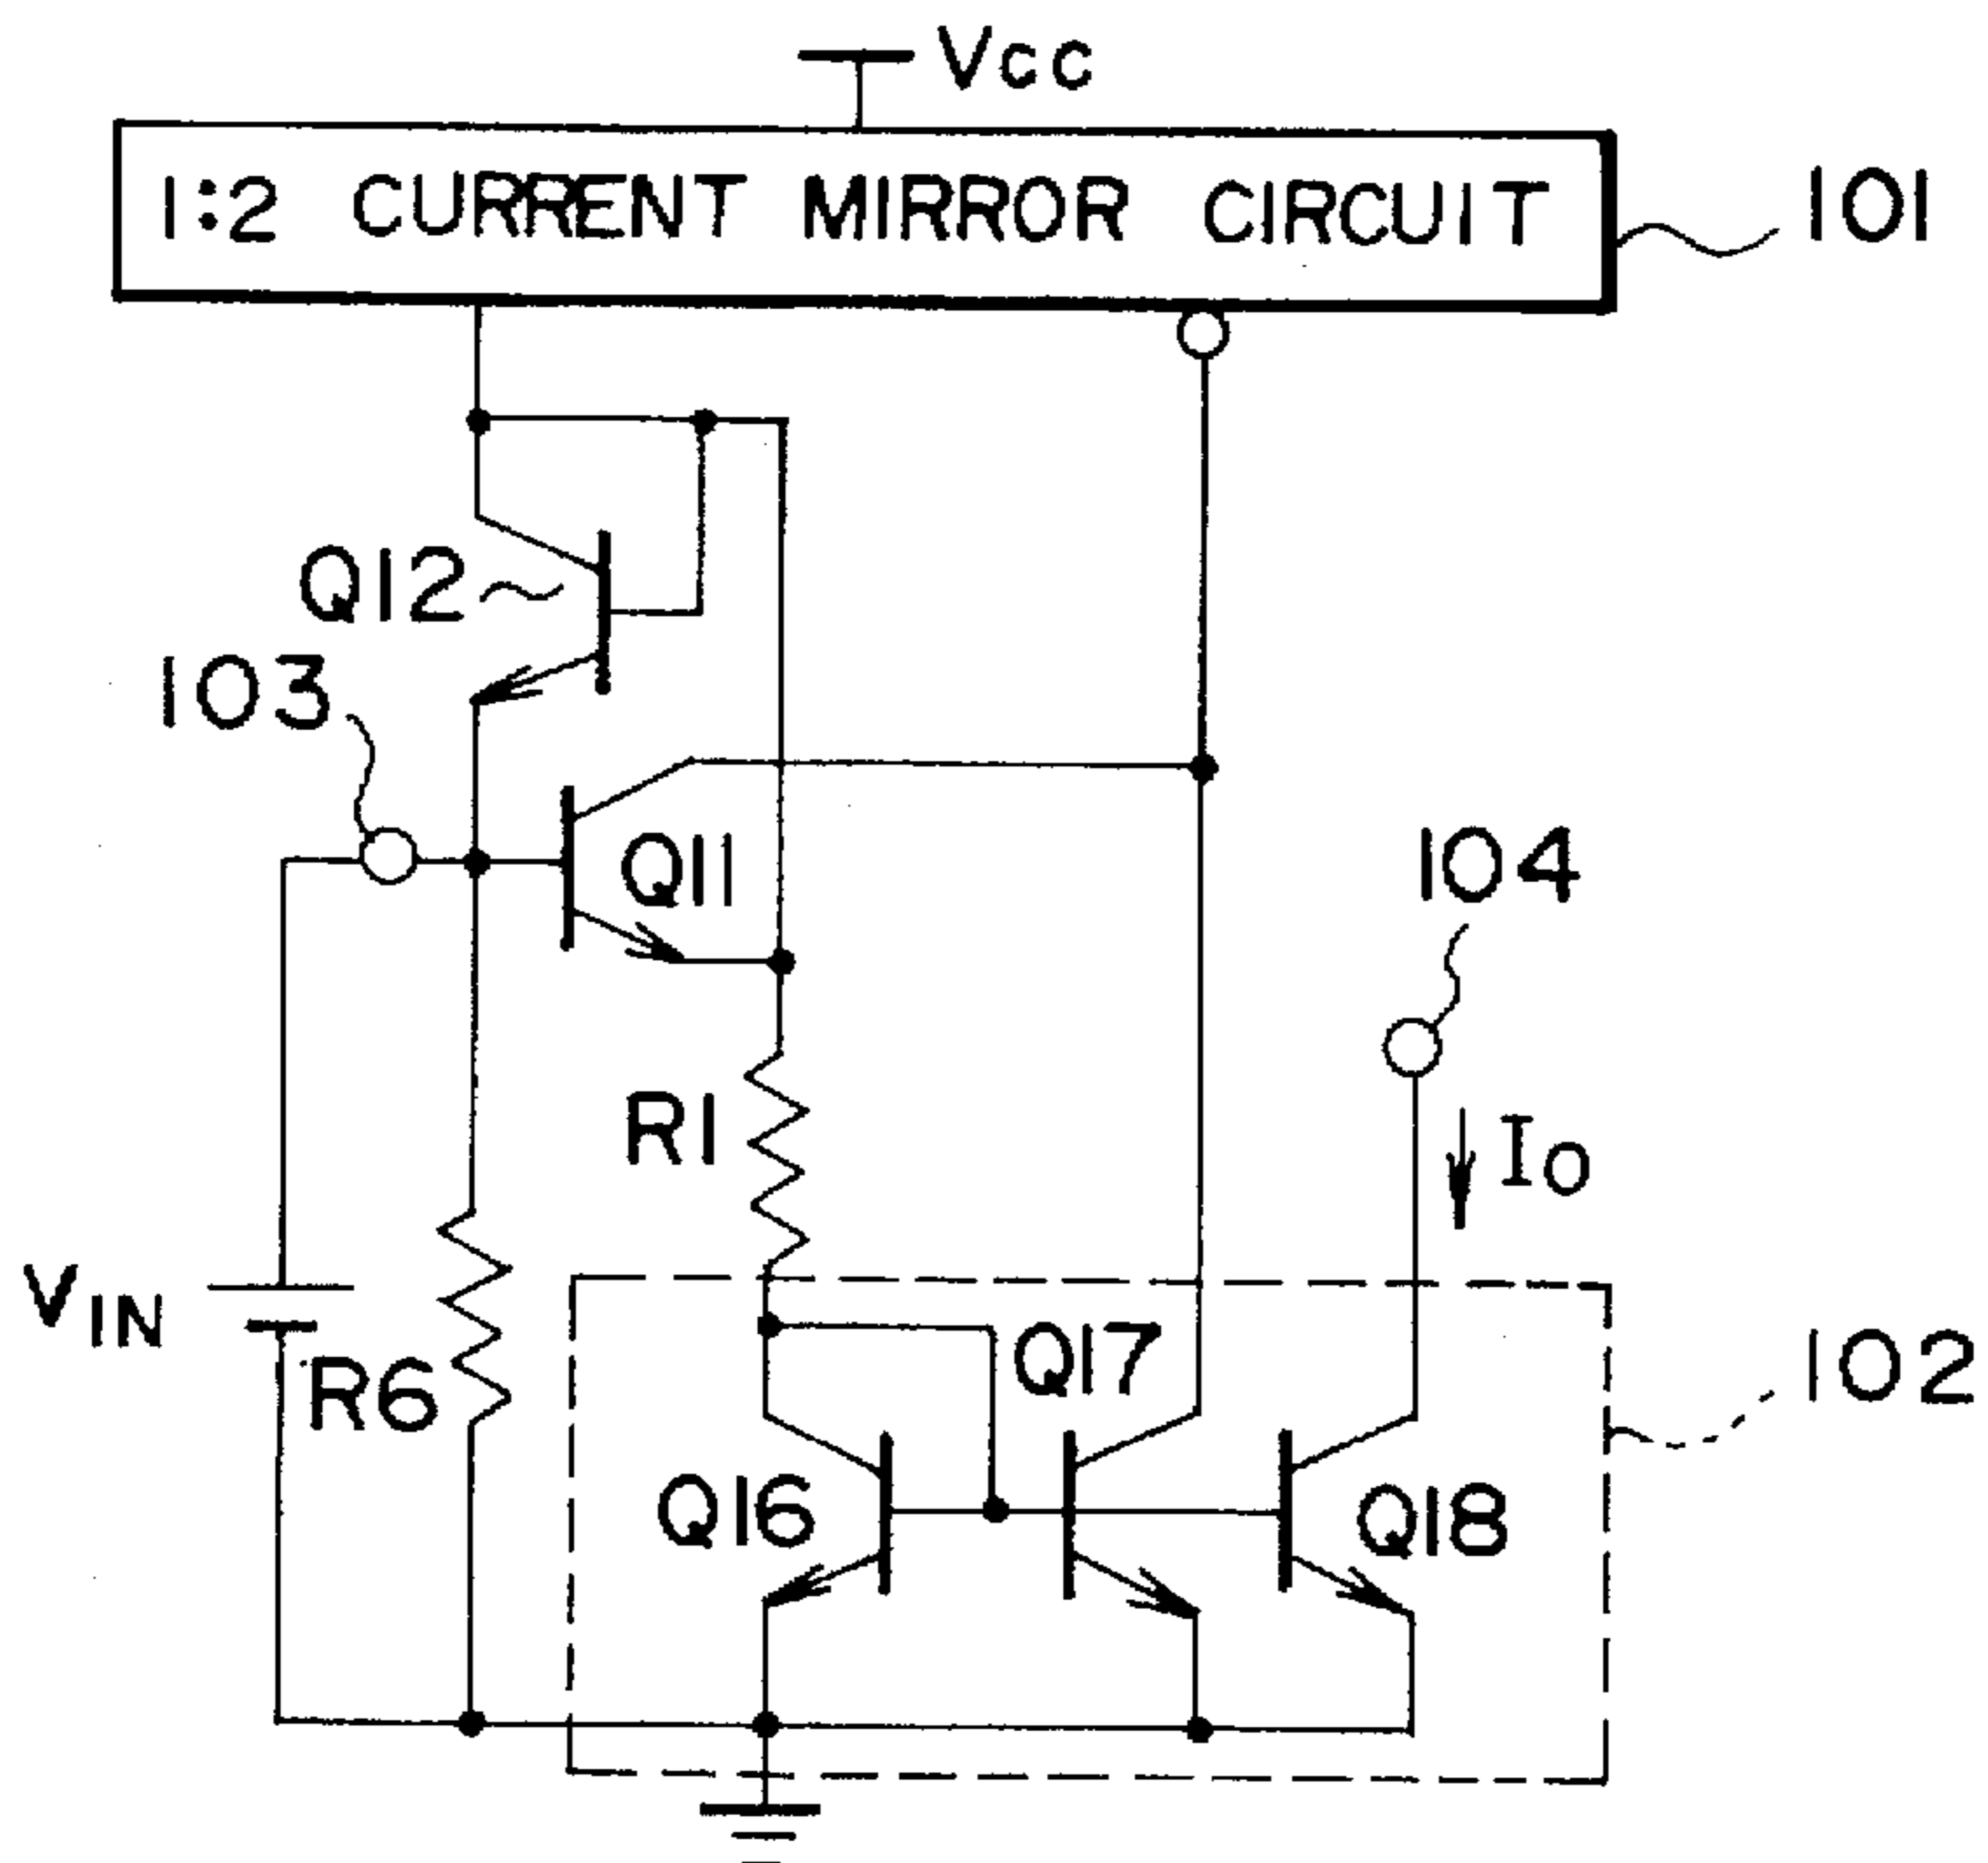 Vcc
1:2 CURRENT MIRROR CIRCUIT
101
Q12
103
Q11
104
R1
Io
VIN
R6
Q17
102
Q16
Q18